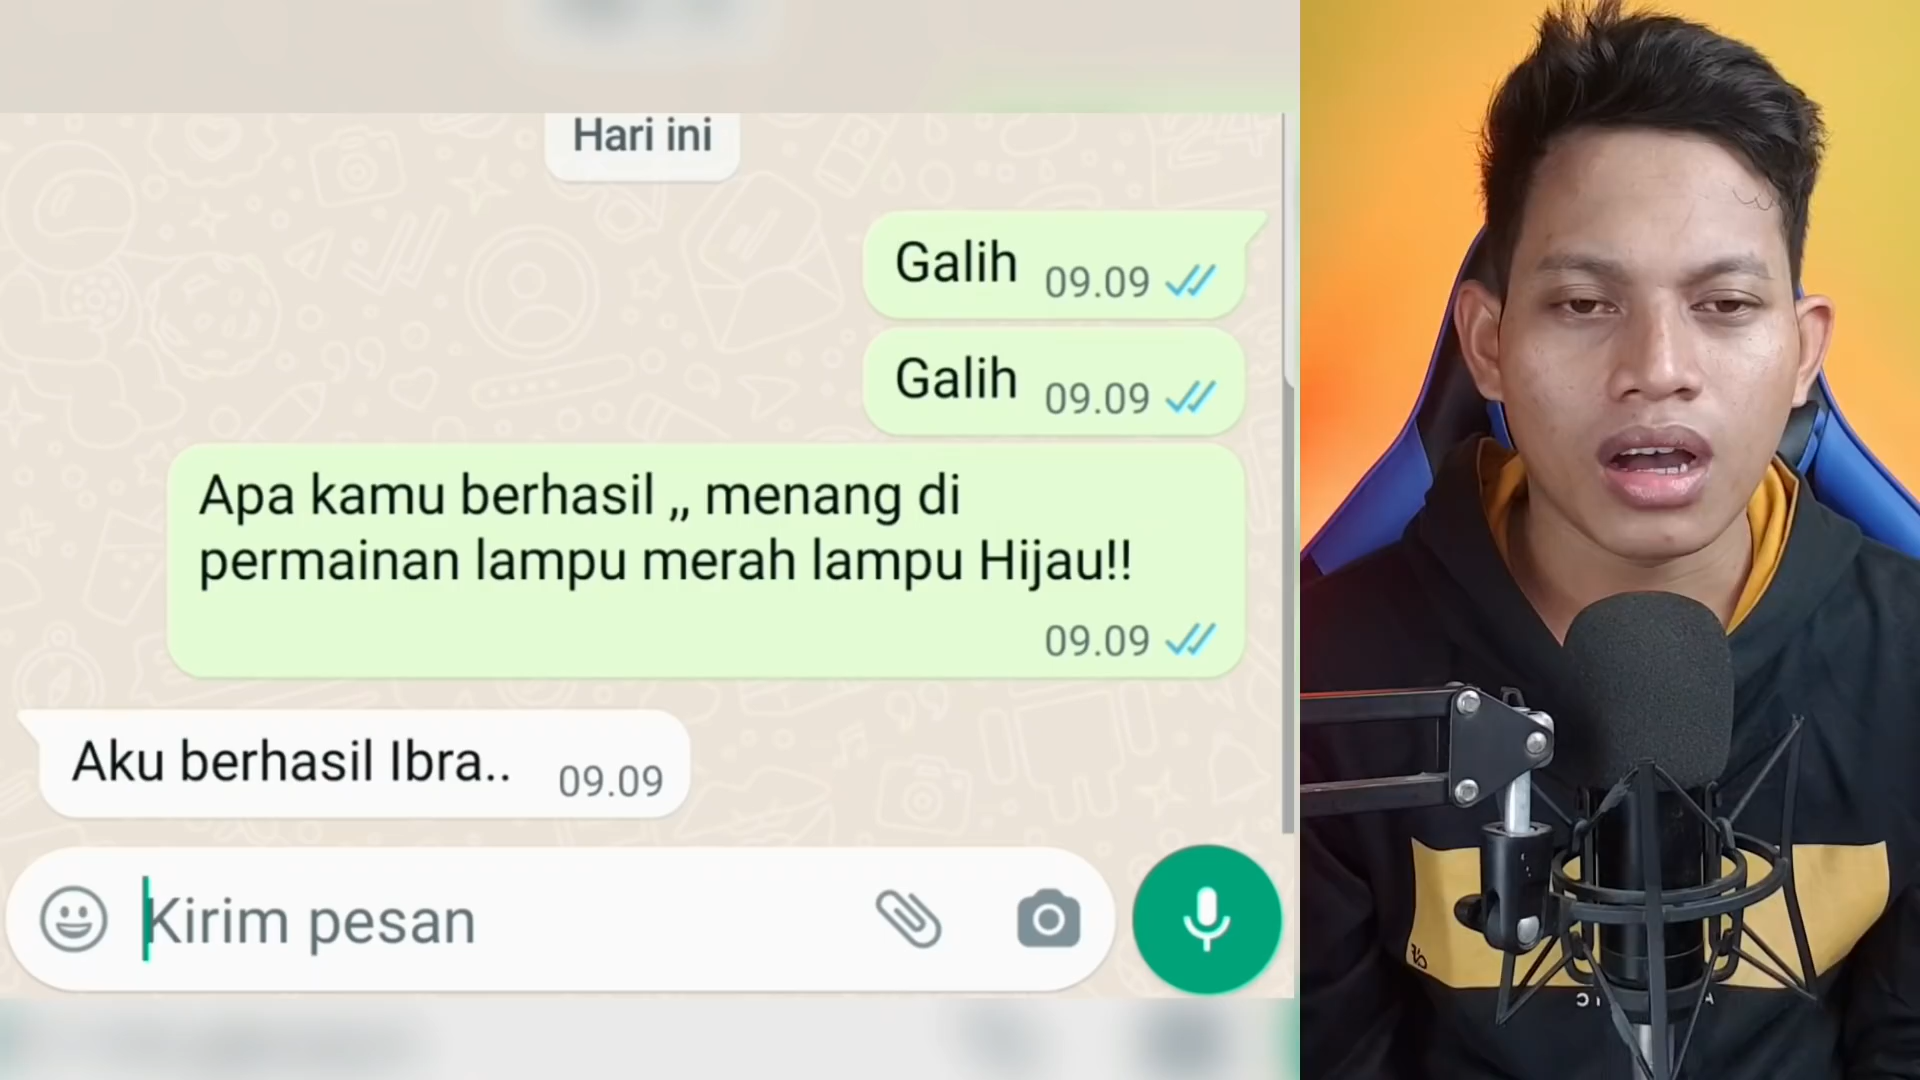 Hari ini
Galih 09.09
Galih 09.09
Apa kamu berhasil ,, menang di
permainan lampu merah lampu Hijau!!
09.09
Aku berhasil Ibra.. 09.09
Kirim pesan